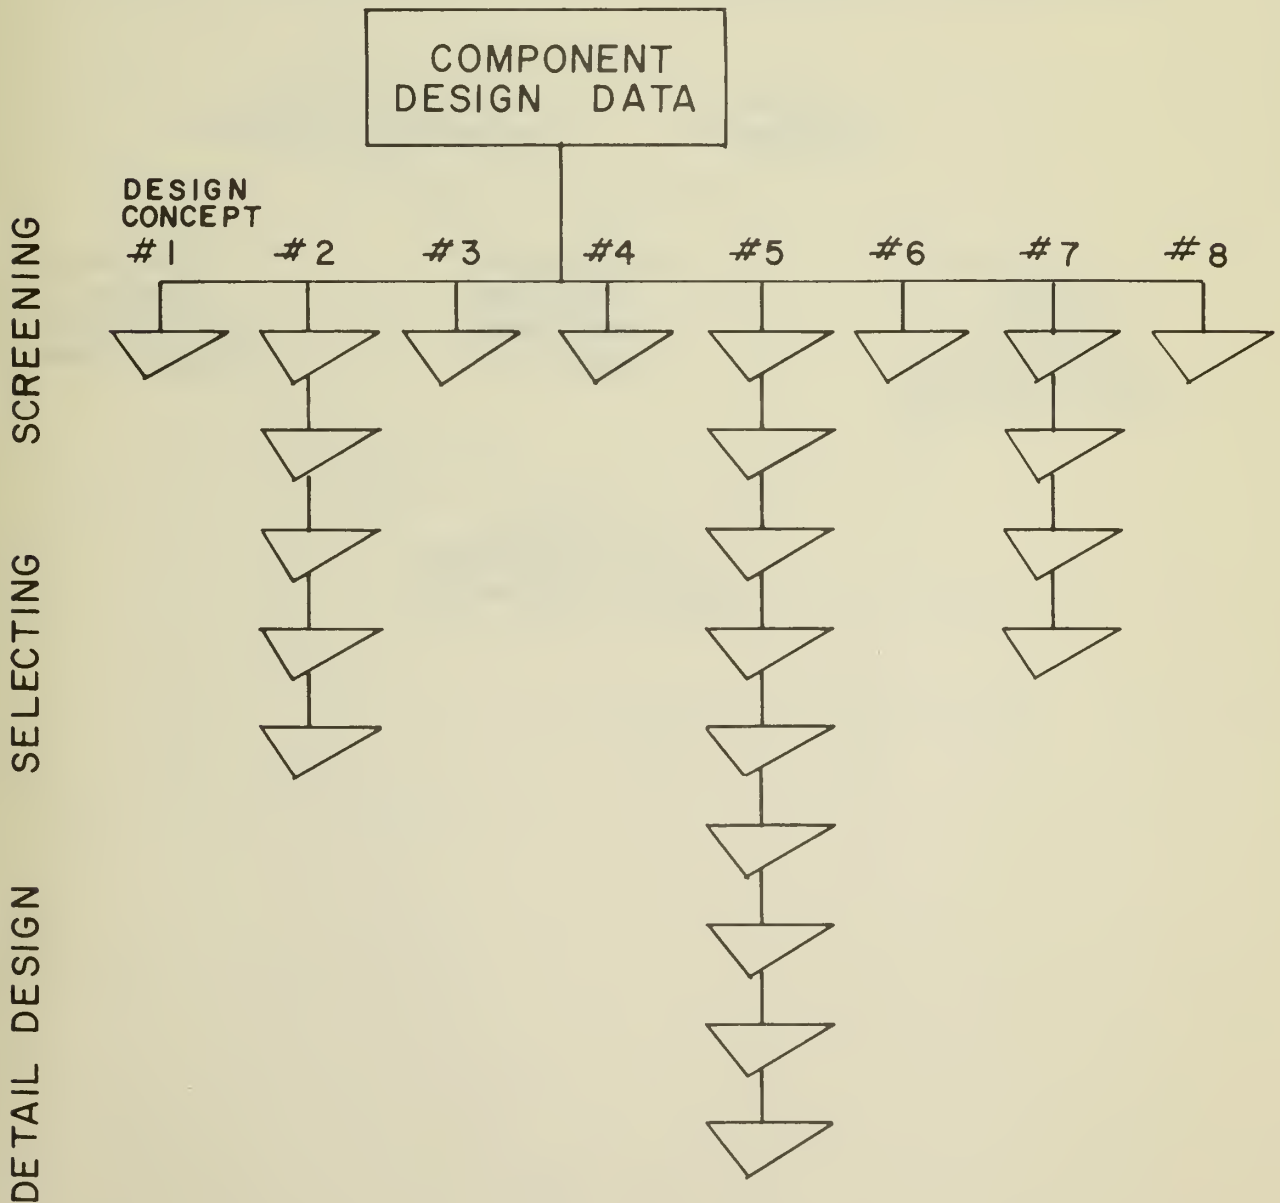 COMPONENT
DESIGN DATA
DESIGN
CONCEPT
#1 #2 #3 #4 #5 #6 #7 #8
SCREENING
SELECTING
DETAIL DESIGN